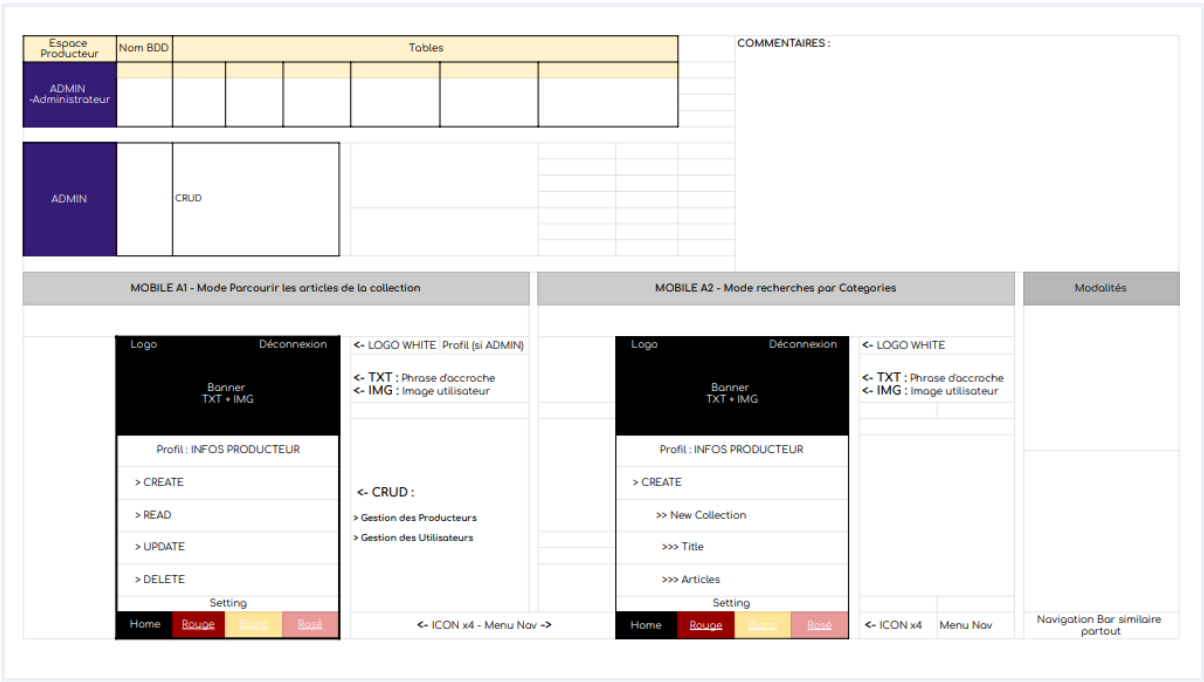 Espace
Producteur
Nom BDD
Tables
COMMENTAIRES :
ADMIN
-Administrateur
ADMIN
CRUD
MOBILE A1 - Mode Parcourir les articles de la collection
MOBILE A2 - Mode recherches par Categories
Modalités
Logo
Déconnexion
<- LOGO WHITE
Profil (si ADMIN)
Banner
TXT + IMG
<- TXT : Phrase d'accroche
<- IMG : Image utilisateur
Profil : INFOS PRODUCTEUR
> CREATE
> READ
> UPDATE
> DELETE
<- CRUD :
> Gestion des Producteurs
> Gestion des Utilisateurs
Setting
Home
Rouge
Blanc
Rosé
<- ICON x4 - Menu Nav ->
Logo
Déconnexion
<- LOGO WHITE
Banner
TXT + IMG
<- TXT : Phrase d'accroche
<- IMG : Image utilisateur
Profil : INFOS PRODUCTEUR
> CREATE
>> New Collection
>>> Title
>>> Articles
Setting
Home
Rouge
Blanc
Rosé
<- ICON x4
Menu Nav
Navigation Bar similaire
partout